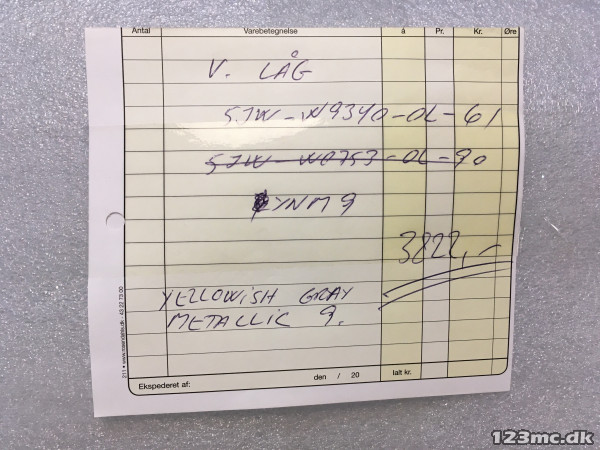 Antal Varebetegnelse á Pr. Kr. Øre
V. LÅG
5JW-W9340-0L-61
5JW-W0753-0L-90
YNM9
3822,-
YELLOWISH GRAY
METALLIC 9.
Ekspederet af: den / 20 Ialt kr.
123mc.dk